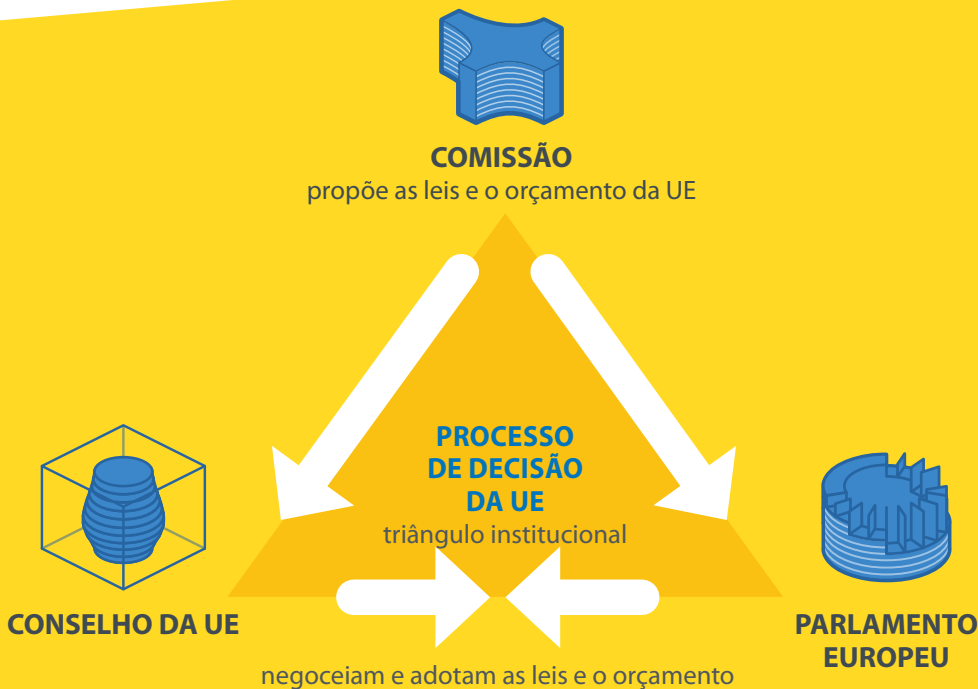 COMISSÃO
propõe as leis e o orçamento da UE
PROCESSO
DE DECISÃO
DA UE
triângulo institucional
CONSELHO DA UE
PARLAMENTO
EUROPEU
negoceiam e adotam as leis e o orçamento